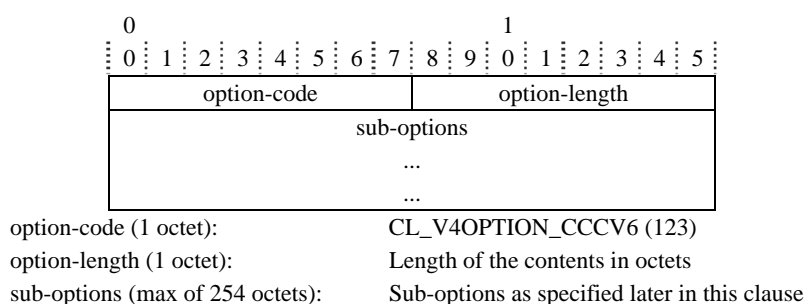 0 1
0 1 2 3 4 5 6 7 8 9 0 1 2 3 4 5
option-code option-length
sub-options
...
...
option-code (1 octet): CL_V4OPTION_CCCV6 (123)
option-length (1 octet): Length of the contents in octets
sub-options (max of 254 octets): Sub-options as specified later in this clause